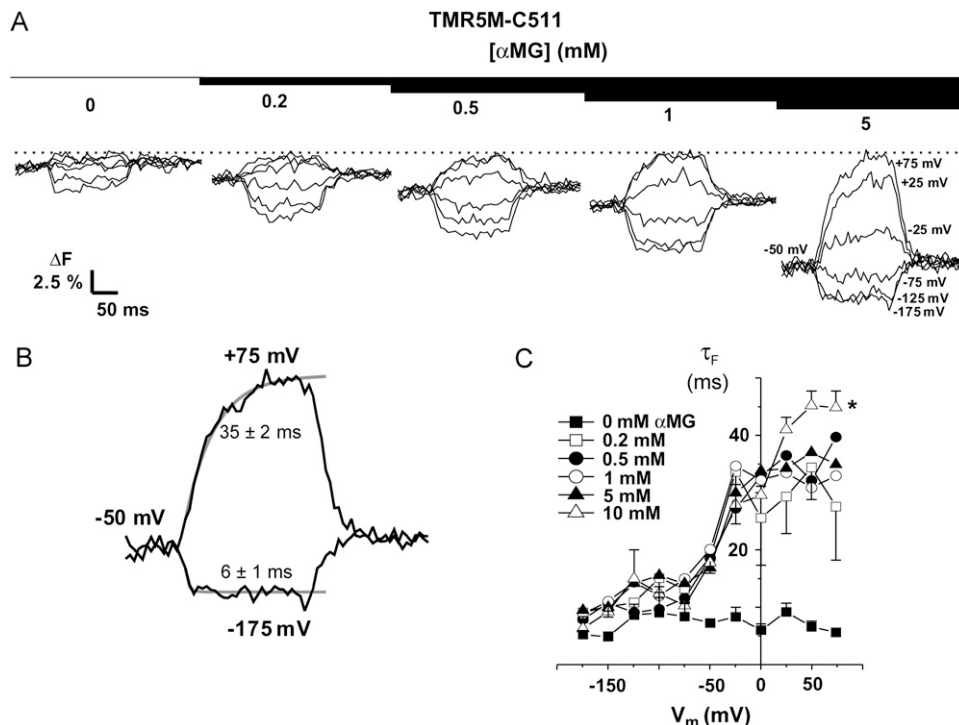 A
TMR5M-C511
[αMG] (mM)
0
0.2
0.5
1
5
+75 mV
+25 mV
-25 mV
-50 mV
-75 mV
-125 mV
-175 mV
ΔF
2.5 %
50 ms
B
+75 mV
35 ± 2 ms
-50 mV
6 ± 1 ms
-175 mV
C
τF
(ms)
0 mM αMG
0.2 mM
0.5 mM
1 mM
5 mM
10 mM
*
40
20
-150
-50
0
50
Vm (mV)